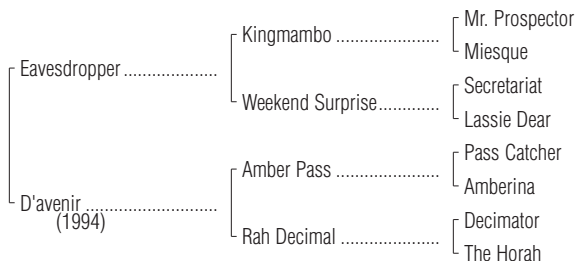 Mr. Prospector
Kingmambo ......................
Miesque
Eavesdropper ....................
Secretariat
Weekend Surprise.............
Lassie Dear
Pass Catcher
Amber Pass ......................
Amberina
D'avenir ............................
(1994)
Decimator
Rah Decimal .....................
The Horah